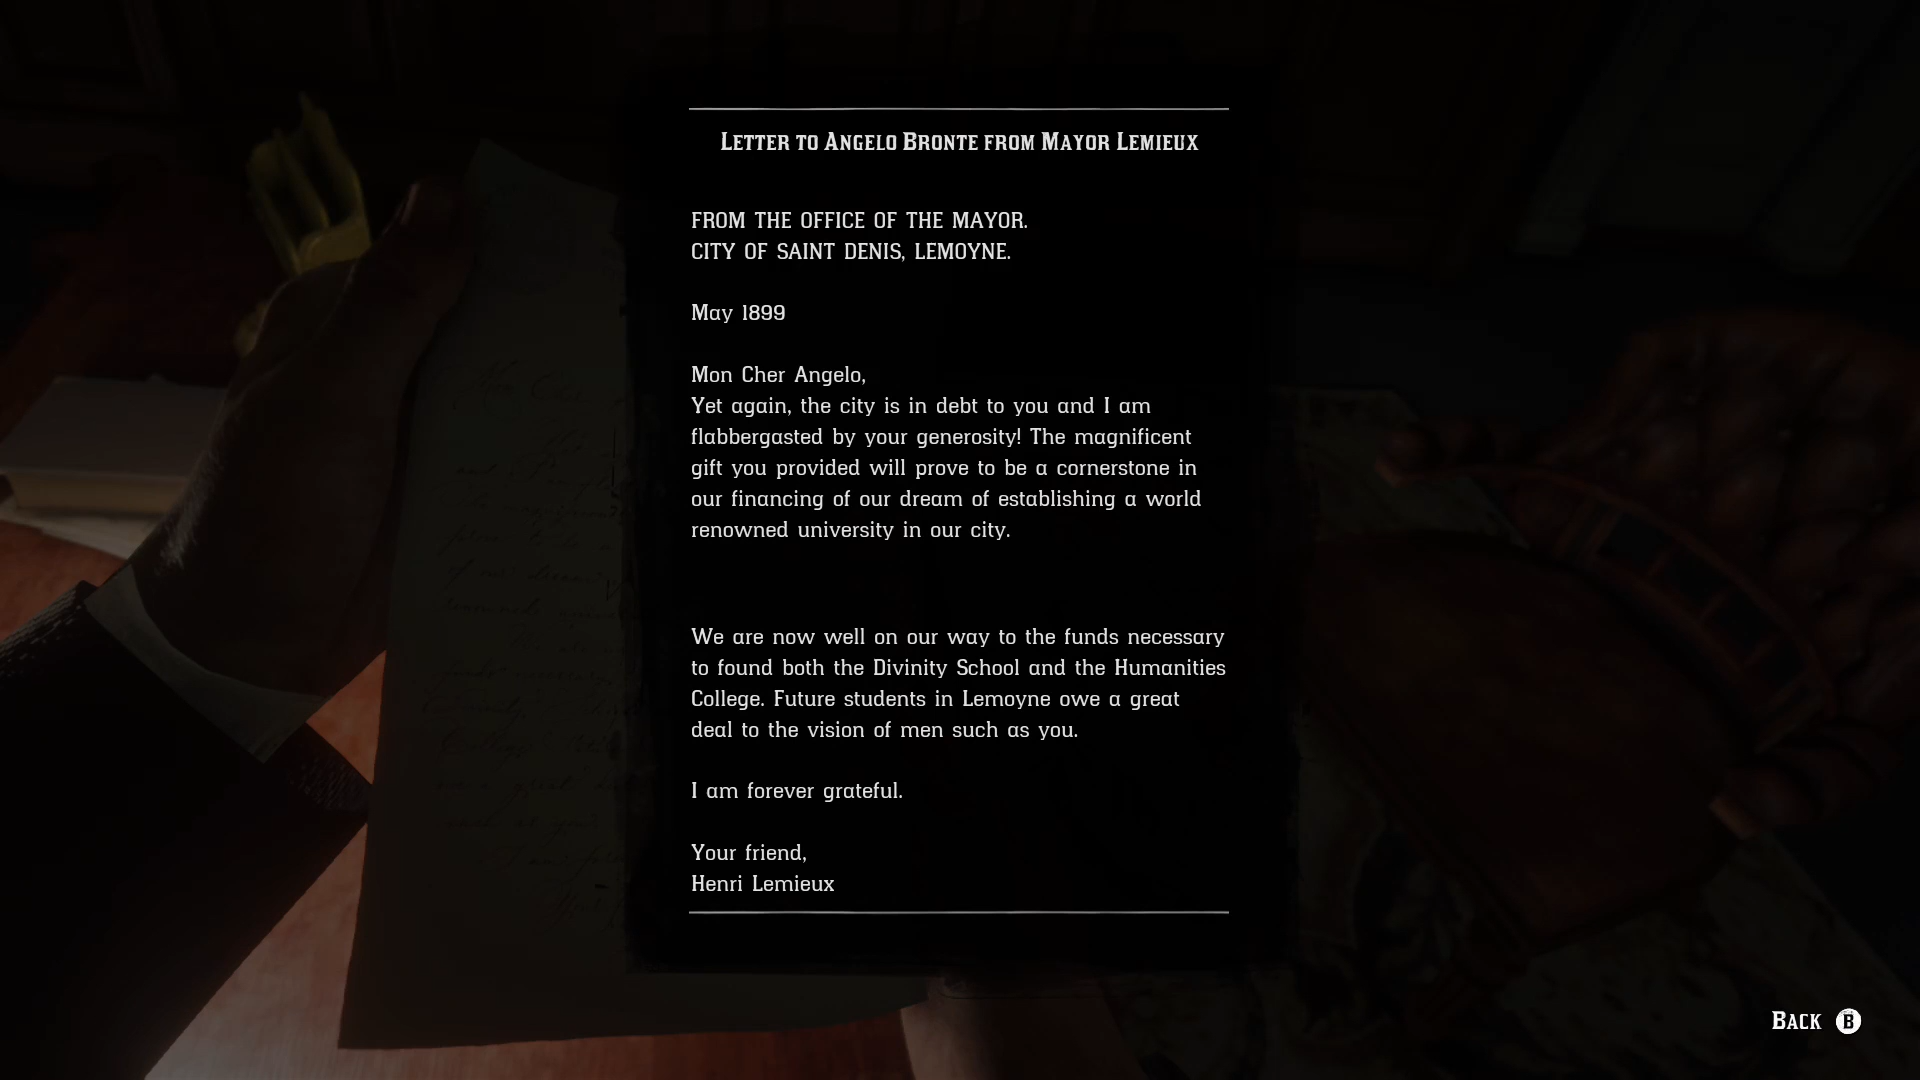 Letter to Angelo Bronte from Mayor Lemieux
FROM THE OFFICE OF THE MAYOR.
CITY OF SAINT DENIS, LEMOYNE.
May 1899
Mon Cher Angelo,
Yet again, the city is in debt to you and I am
flabbergasted by your generosity! The magnificent
gift you provided will prove to be a cornerstone in
our financing of our dream of establishing a world
renowned university in our city.
We are now well on our way to the funds necessary
to found both the Divinity School and the Humanities
College. Future students in Lemoyne owe a great
deal to the vision of men such as you.
I am forever grateful.
Your friend,
Henri Lemieux
Back B